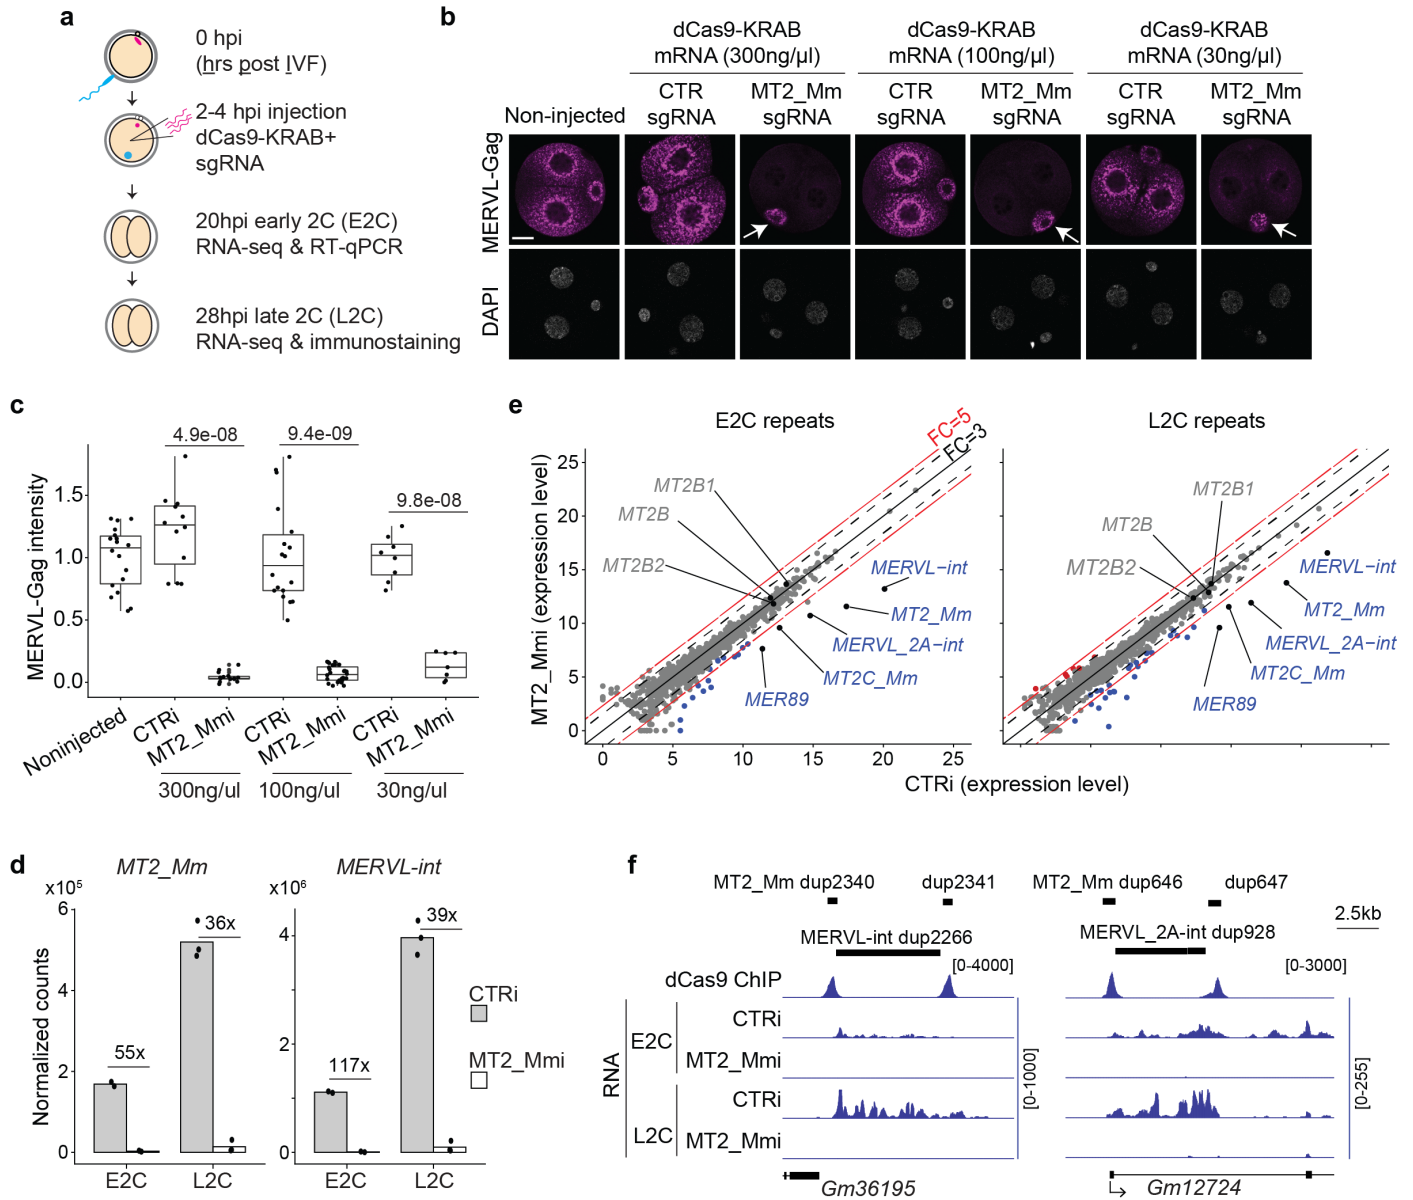 a
0 hpi
(hrs post IVF)
2-4 hpi injection
dCas9-KRAB+
sgRNA
20hpi early 2C (E2C)
RNA-seq & RT-qPCR
28hpi late 2C (L2C)
RNA-seq & immunostaining
b
dCas9-KRAB
mRNA (300ng/µl)
dCas9-KRAB
mRNA (100ng/µl)
dCas9-KRAB
mRNA (30ng/µl)
Non-injected
CTR
sgRNA
MT2_Mm
sgRNA
CTR
sgRNA
MT2_Mm
sgRNA
CTR
sgRNA
MT2_Mm
sgRNA
MERVL-Gag
DAPI
c
MERVL-Gag intensity
1.5
1.0
0.5
0.0
4.9e-08
9.4e-09
9.8e-08
Noninjected
CTRi
MT2_Mmi
CTRi
MT2_Mmi
CTRi
MT2_Mmi
300ng/ul
100ng/ul
30ng/ul
e
E2C repeats
L2C repeats
FC=5
FC=3
MT2_Mmi (expression level)
25
20
15
10
5
0
MT2B1
MT2B
MT2B2
MERVL-int
MT2_Mm
MERVL_2A-int
MT2C_Mm
MER89
MT2B1
MT2B
MT2B2
MERVL-int
MT2_Mm
MERVL_2A-int
MT2C_Mm
MER89
0
5
10
15
20
25
CTRi (expression level)
d
MT2_Mm
MERVL-int
x10⁵
x10⁶
Normalized counts
6
4
2
0
4
2
0
55x
36x
117x
39x
E2C
L2C
E2C
L2C
CTRi
MT2_Mmi
f
MT2_Mm dup2340
dup2341
MT2_Mm dup646
dup647
2.5kb
MERVL-int dup2266
MERVL_2A-int dup928
[0-4000]
[0-3000]
dCas9 ChIP
RNA
E2C
CTRi
MT2_Mmi
L2C
CTRi
MT2_Mmi
[0-1000]
[0-255]
Gm36195
Gm12724